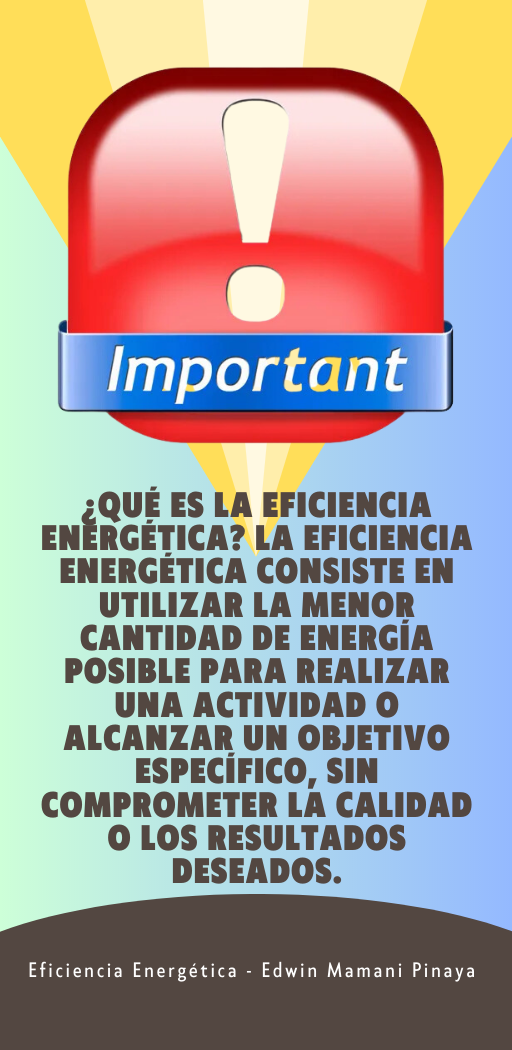 Important
¿QUÉ ES LA EFICIENCIA
ENERGÉTICA? LA EFICIENCIA
ENERGÉTICA CONSISTE EN
UTILIZAR LA MENOR
CANTIDAD DE ENERGÍA
POSIBLE PARA REALIZAR
UNA ACTIVIDAD O
ALCANZAR UN OBJETIVO
ESPECÍFICO, SIN
COMPROMETER LA CALIDAD
O LOS RESULTADOS
DESEADOS.
Eficiencia Energética - Edwin Mamani Pinaya